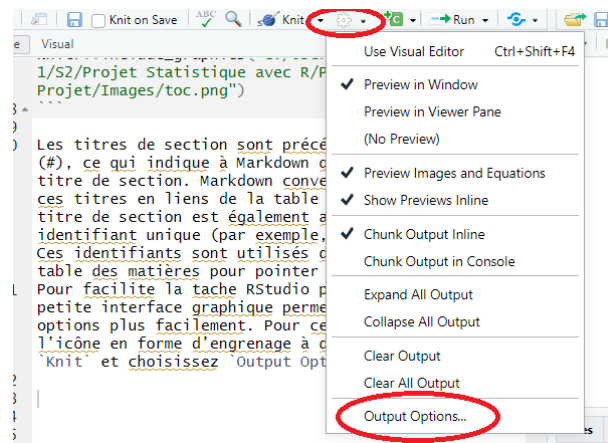 Knit on Save ABC Knit Run
Visual
1/S2/Projet Statistique avec R/P
Projet/Images/toc.png")
```
Les titres de section sont précé
(#), ce qui indique à Markdown
titre de section. Markdown conve
ces titres en liens de la table
titre de section est également a
identifiant unique (par exemple,
Ces identifiants sont utilisés
table des matières pour pointer
Pour facilite la tache RStudio p
petite interface graphique perme
options plus facilement. Pour ce
l'icône en forme d'engrenage à
`Knit` et choisissez `Output Opt
Use Visual Editor Ctrl+Shift+F4
Preview in Window
Preview in Viewer Pane
(No Preview)
Preview Images and Equations
Show Previews Inline
Chunk Output Inline
Chunk Output in Console
Expand All Output
Collapse All Output
Clear Output
Clear All Output
Output Options...